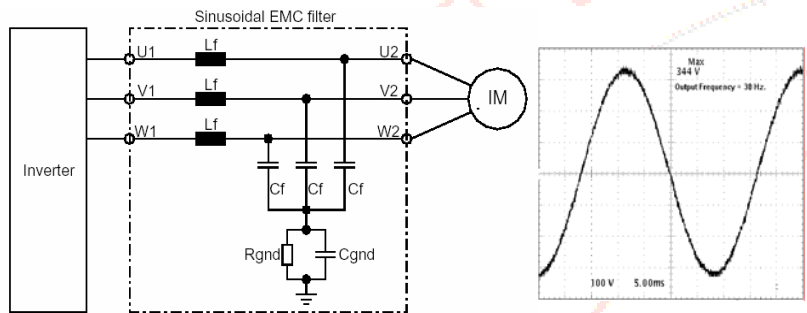 Sinusoidal EMC filter
U1 Lf U2
V1 Lf V2
W1 Lf W2
IM
Inverter
Cf Cf Cf
Rgnd Cgnd
Max
344 V
Output Frequency = 30 Hz.
100 V 5.00ms